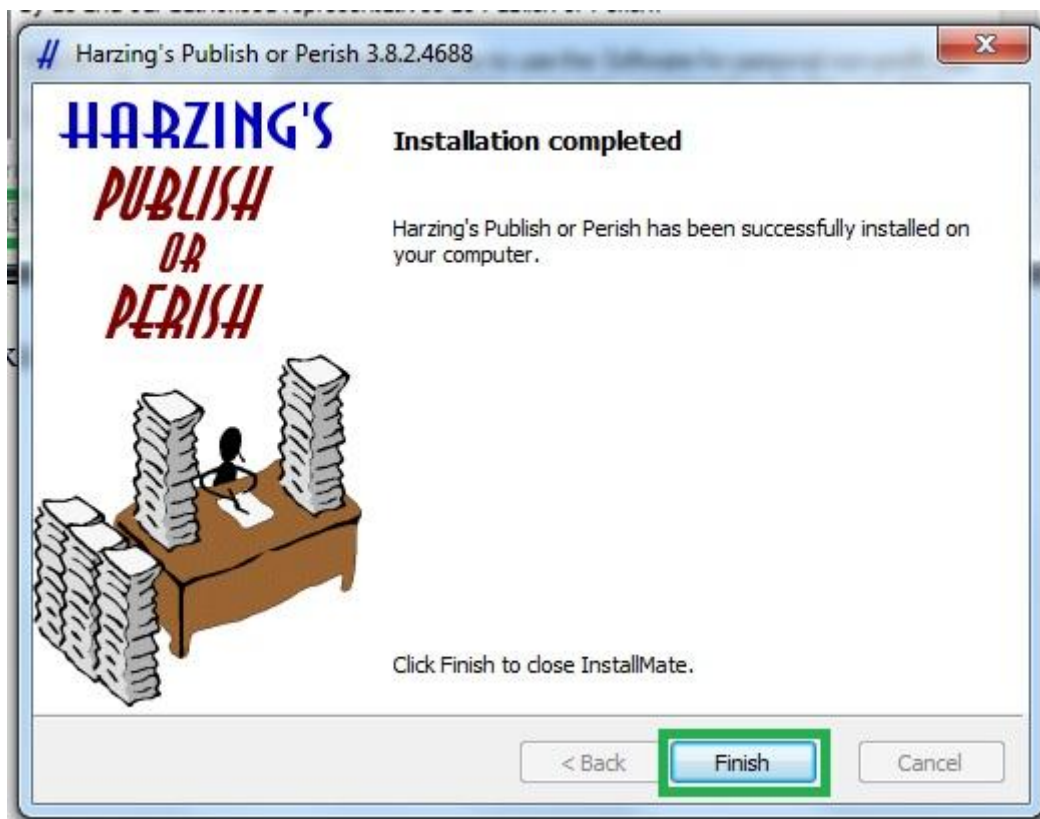 Harzing's Publish or Perish 3.8.2.4688
HARZING'S
PUBLISH
OR
PERISH
Installation completed
Harzing's Publish or Perish has been successfully installed on
your computer.
Click Finish to close InstallMate.
< Back
Finish
Cancel